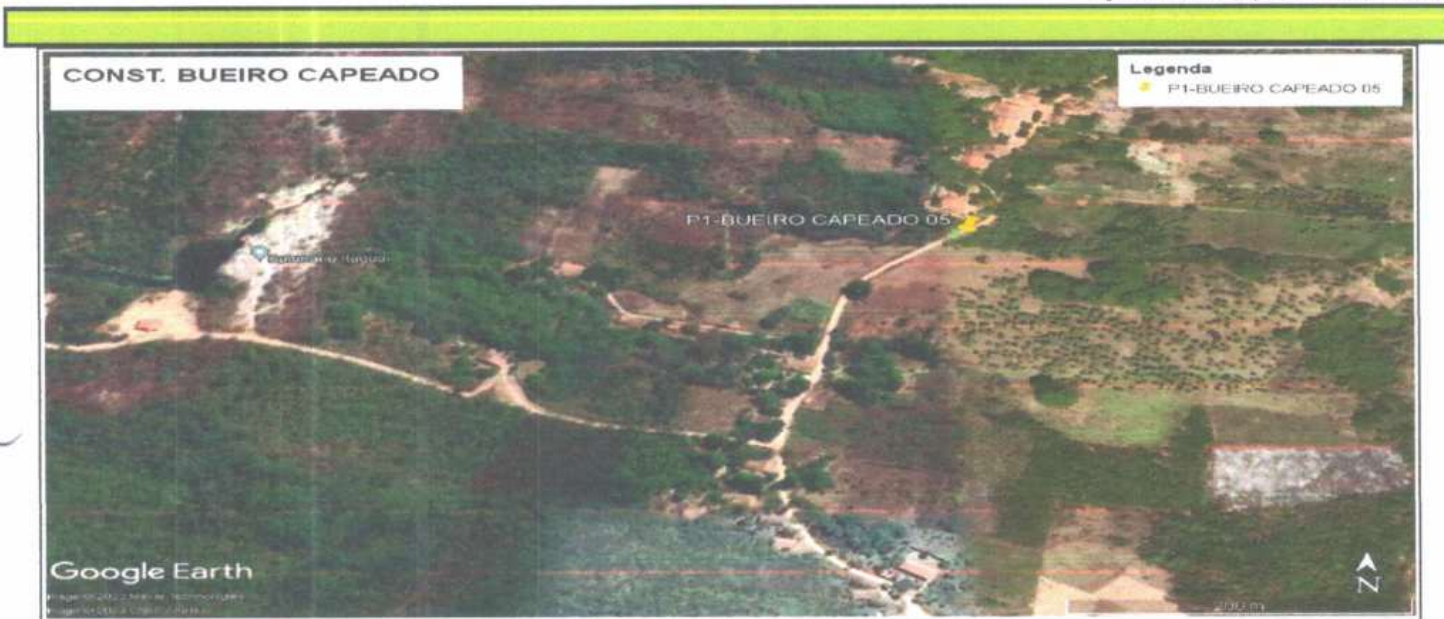 CONST. BUEIRO CAPEADO
Legenda
P1-BUEIRO CAPEADO 05
P1-BUEIRO CAPEADO 05
Google Earth
200 m
N